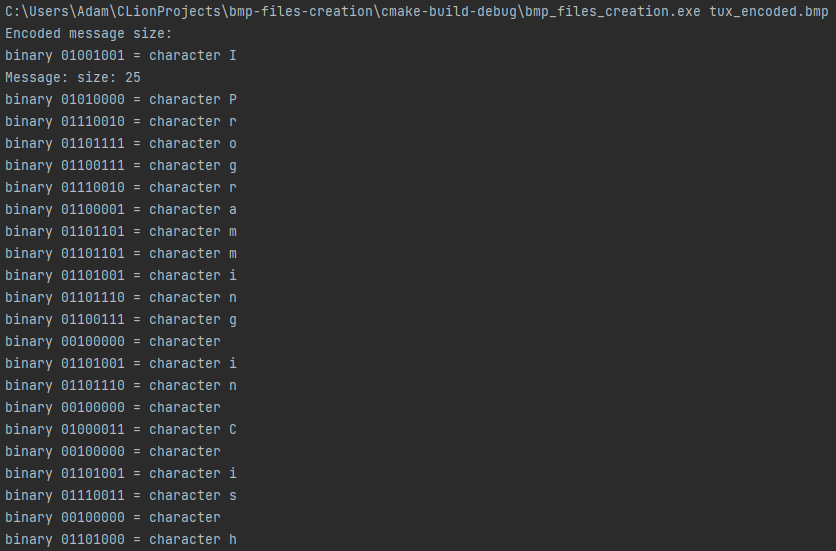 C:\Users\Adam\CLionProjects\bmp-files-creation\cmake-build-debug\bmp_files_creation.exe tux_encoded.bmp
Encoded message size:
binary 01001001 = character I
Message: size: 25
binary 01010000 = character P
binary 01110010 = character r
binary 01101111 = character o
binary 01100111 = character g
binary 01110010 = character r
binary 01100001 = character a
binary 01101101 = character m
binary 01101101 = character m
binary 01101001 = character i
binary 01101110 = character n
binary 01100111 = character g
binary 00100000 = character
binary 01101001 = character i
binary 01101110 = character n
binary 00100000 = character
binary 01000011 = character C
binary 00100000 = character
binary 01101001 = character i
binary 01110011 = character s
binary 00100000 = character
binary 01101000 = character h